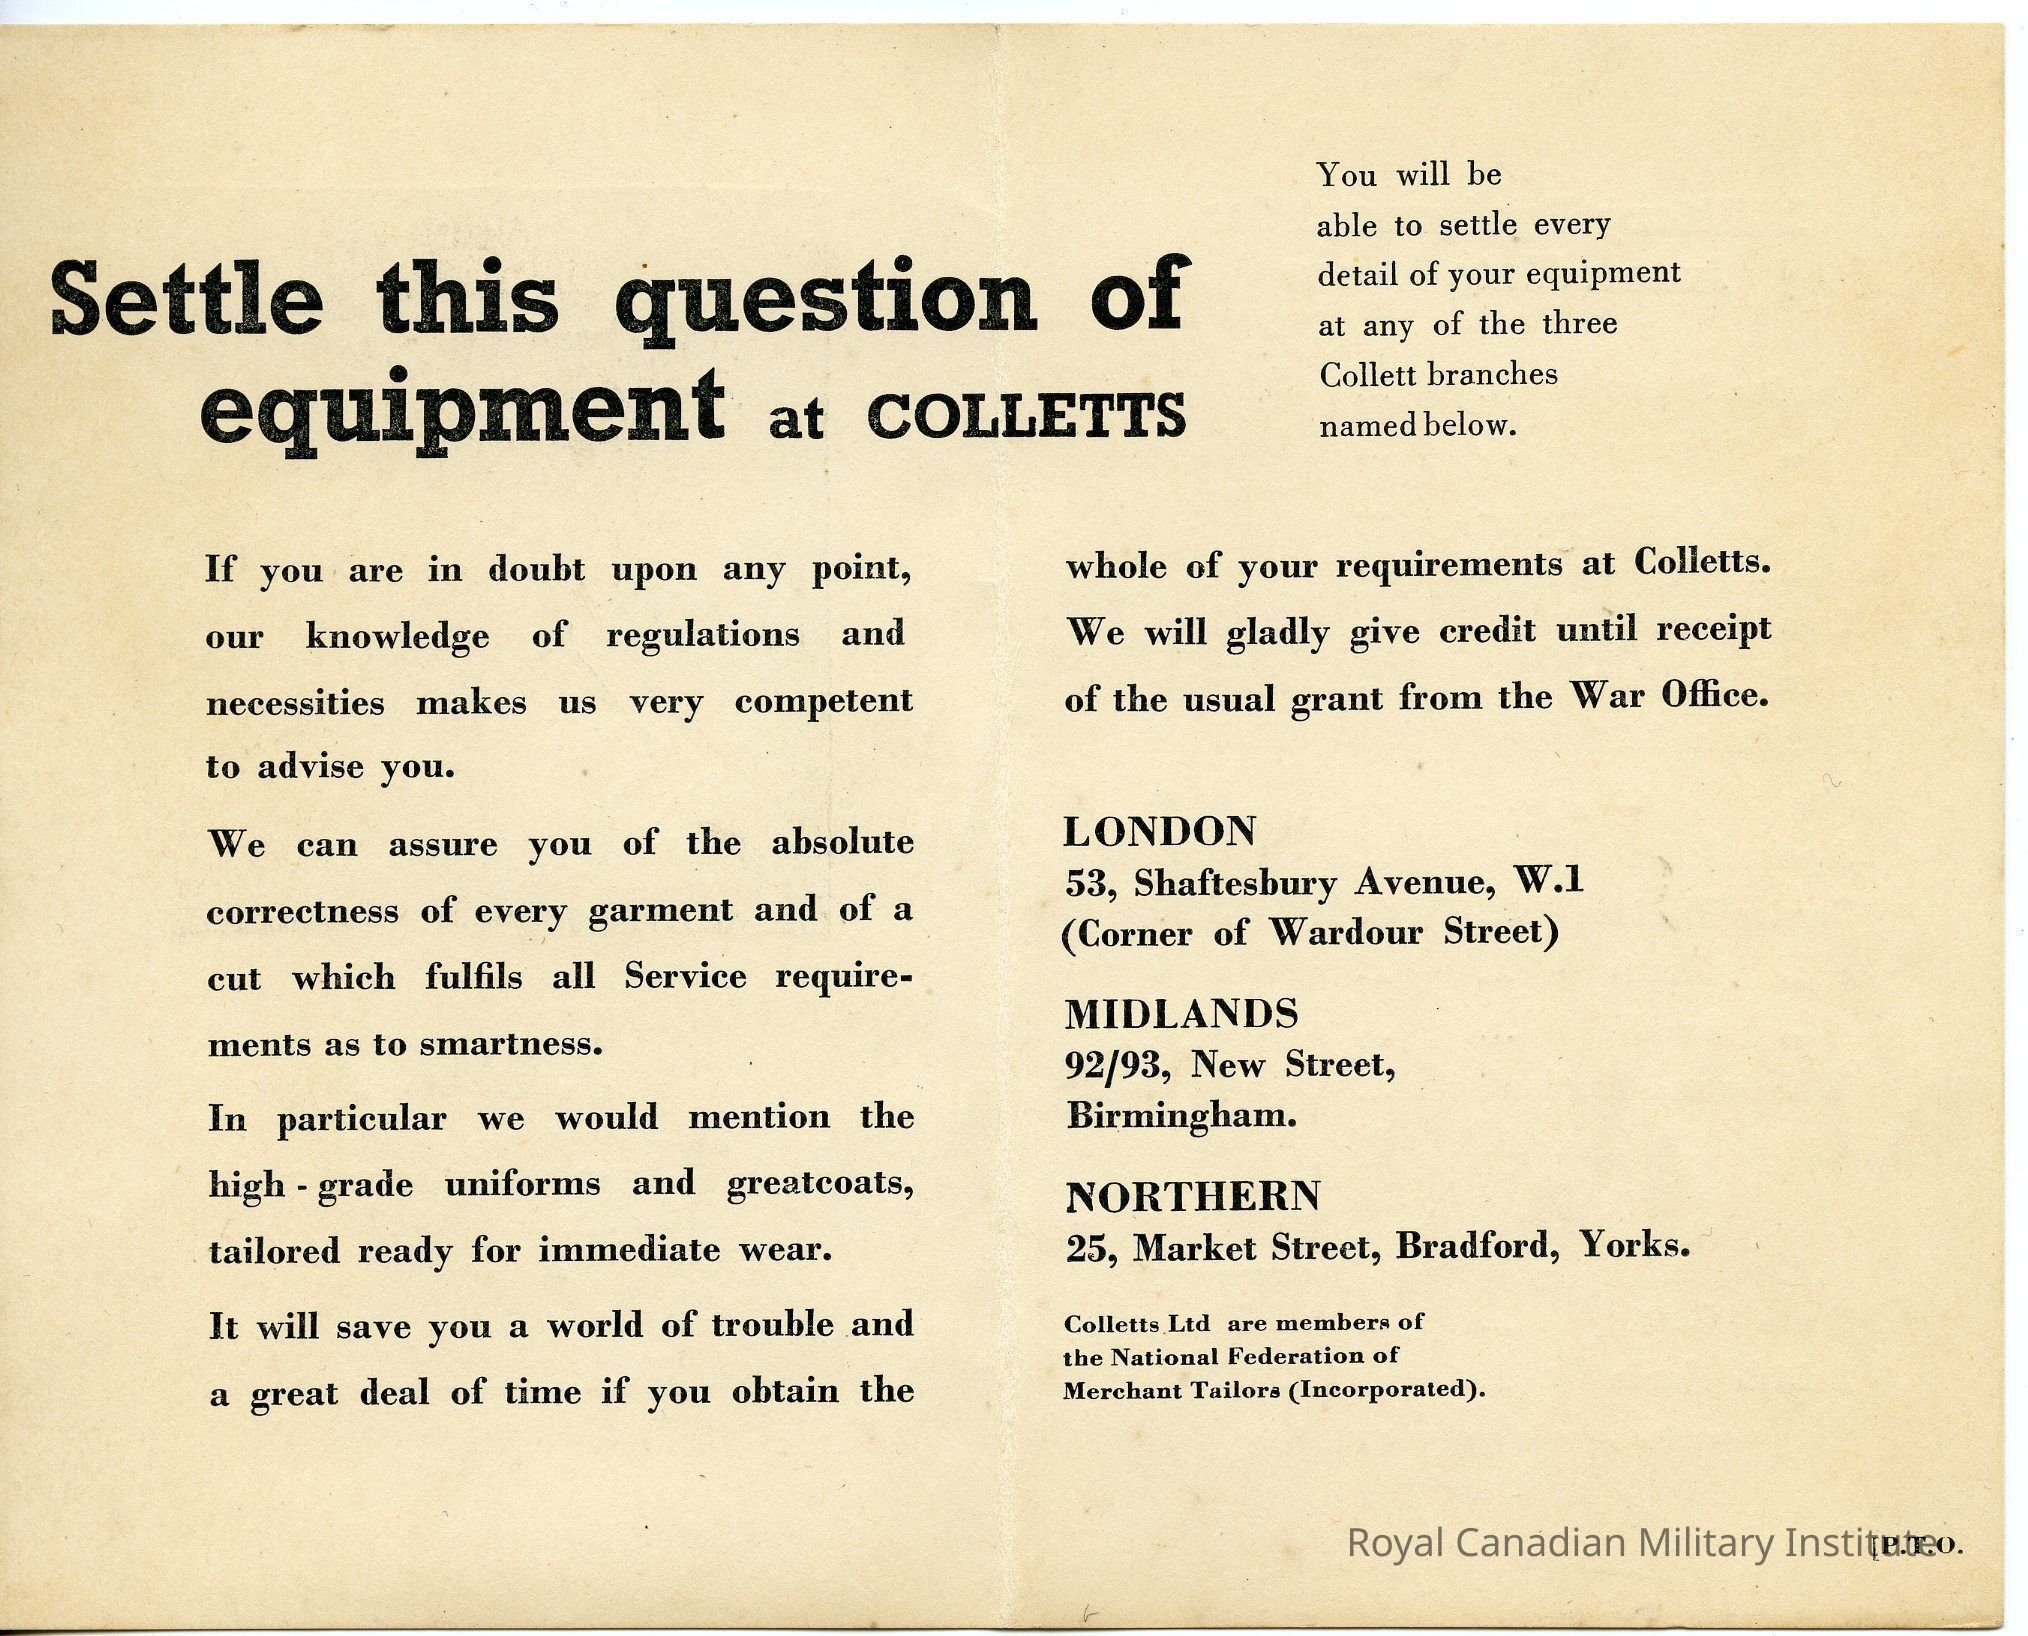 Settle this question of
equipment at COLLETTS
You will be
able to settle every
detail of your equipment
at any of the three
Collett branches
named below.
If you are in doubt upon any point,
our knowledge of regulations and
necessities makes us very competent
to advise you.
We can assure you of the absolute
correctness of every garment and of a
cut which fulfils all Service require-
ments as to smartness.
In particular we would mention the
high-grade uniforms and greatcoats,
tailored ready for immediate wear.
It will save you a world of trouble and
a great deal of time if you obtain the
whole of your requirements at Colletts.
We will gladly give credit until receipt
of the usual grant from the War Office.
LONDON
53, Shaftesbury Avenue, W.1
(Corner of Wardour Street)
MIDLANDS
92/93, New Street,
Birmingham.
NORTHERN
25, Market Street, Bradford, Yorks.
Colletts Ltd are members of
the National Federation of
Merchant Tailors (Incorporated).
Royal Canadian Military Institute
[P.T.O.